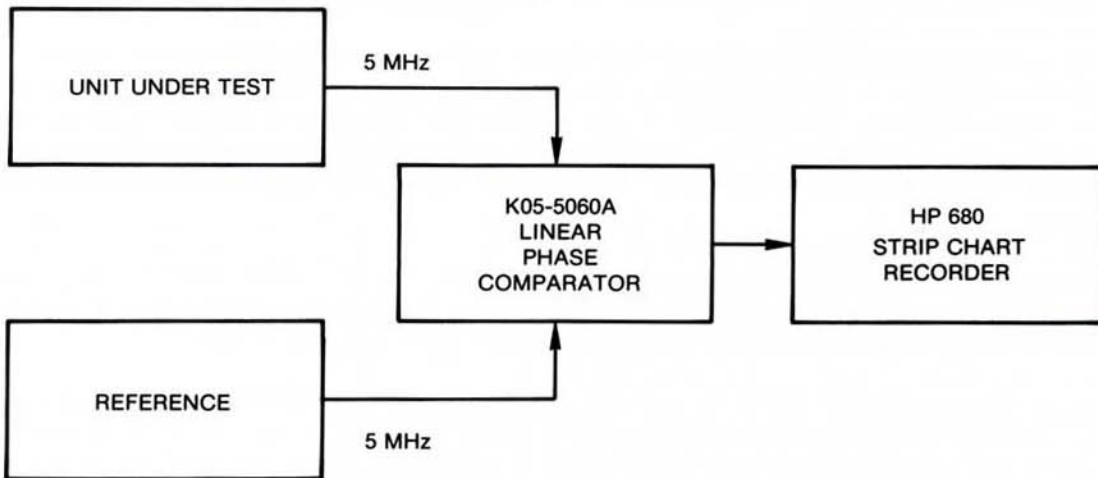 UNIT UNDER TEST
5 MHz
K05-5060A
LINEAR
PHASE
COMPARATOR
HP 680
STRIP CHART
RECORDER
REFERENCE
5 MHz